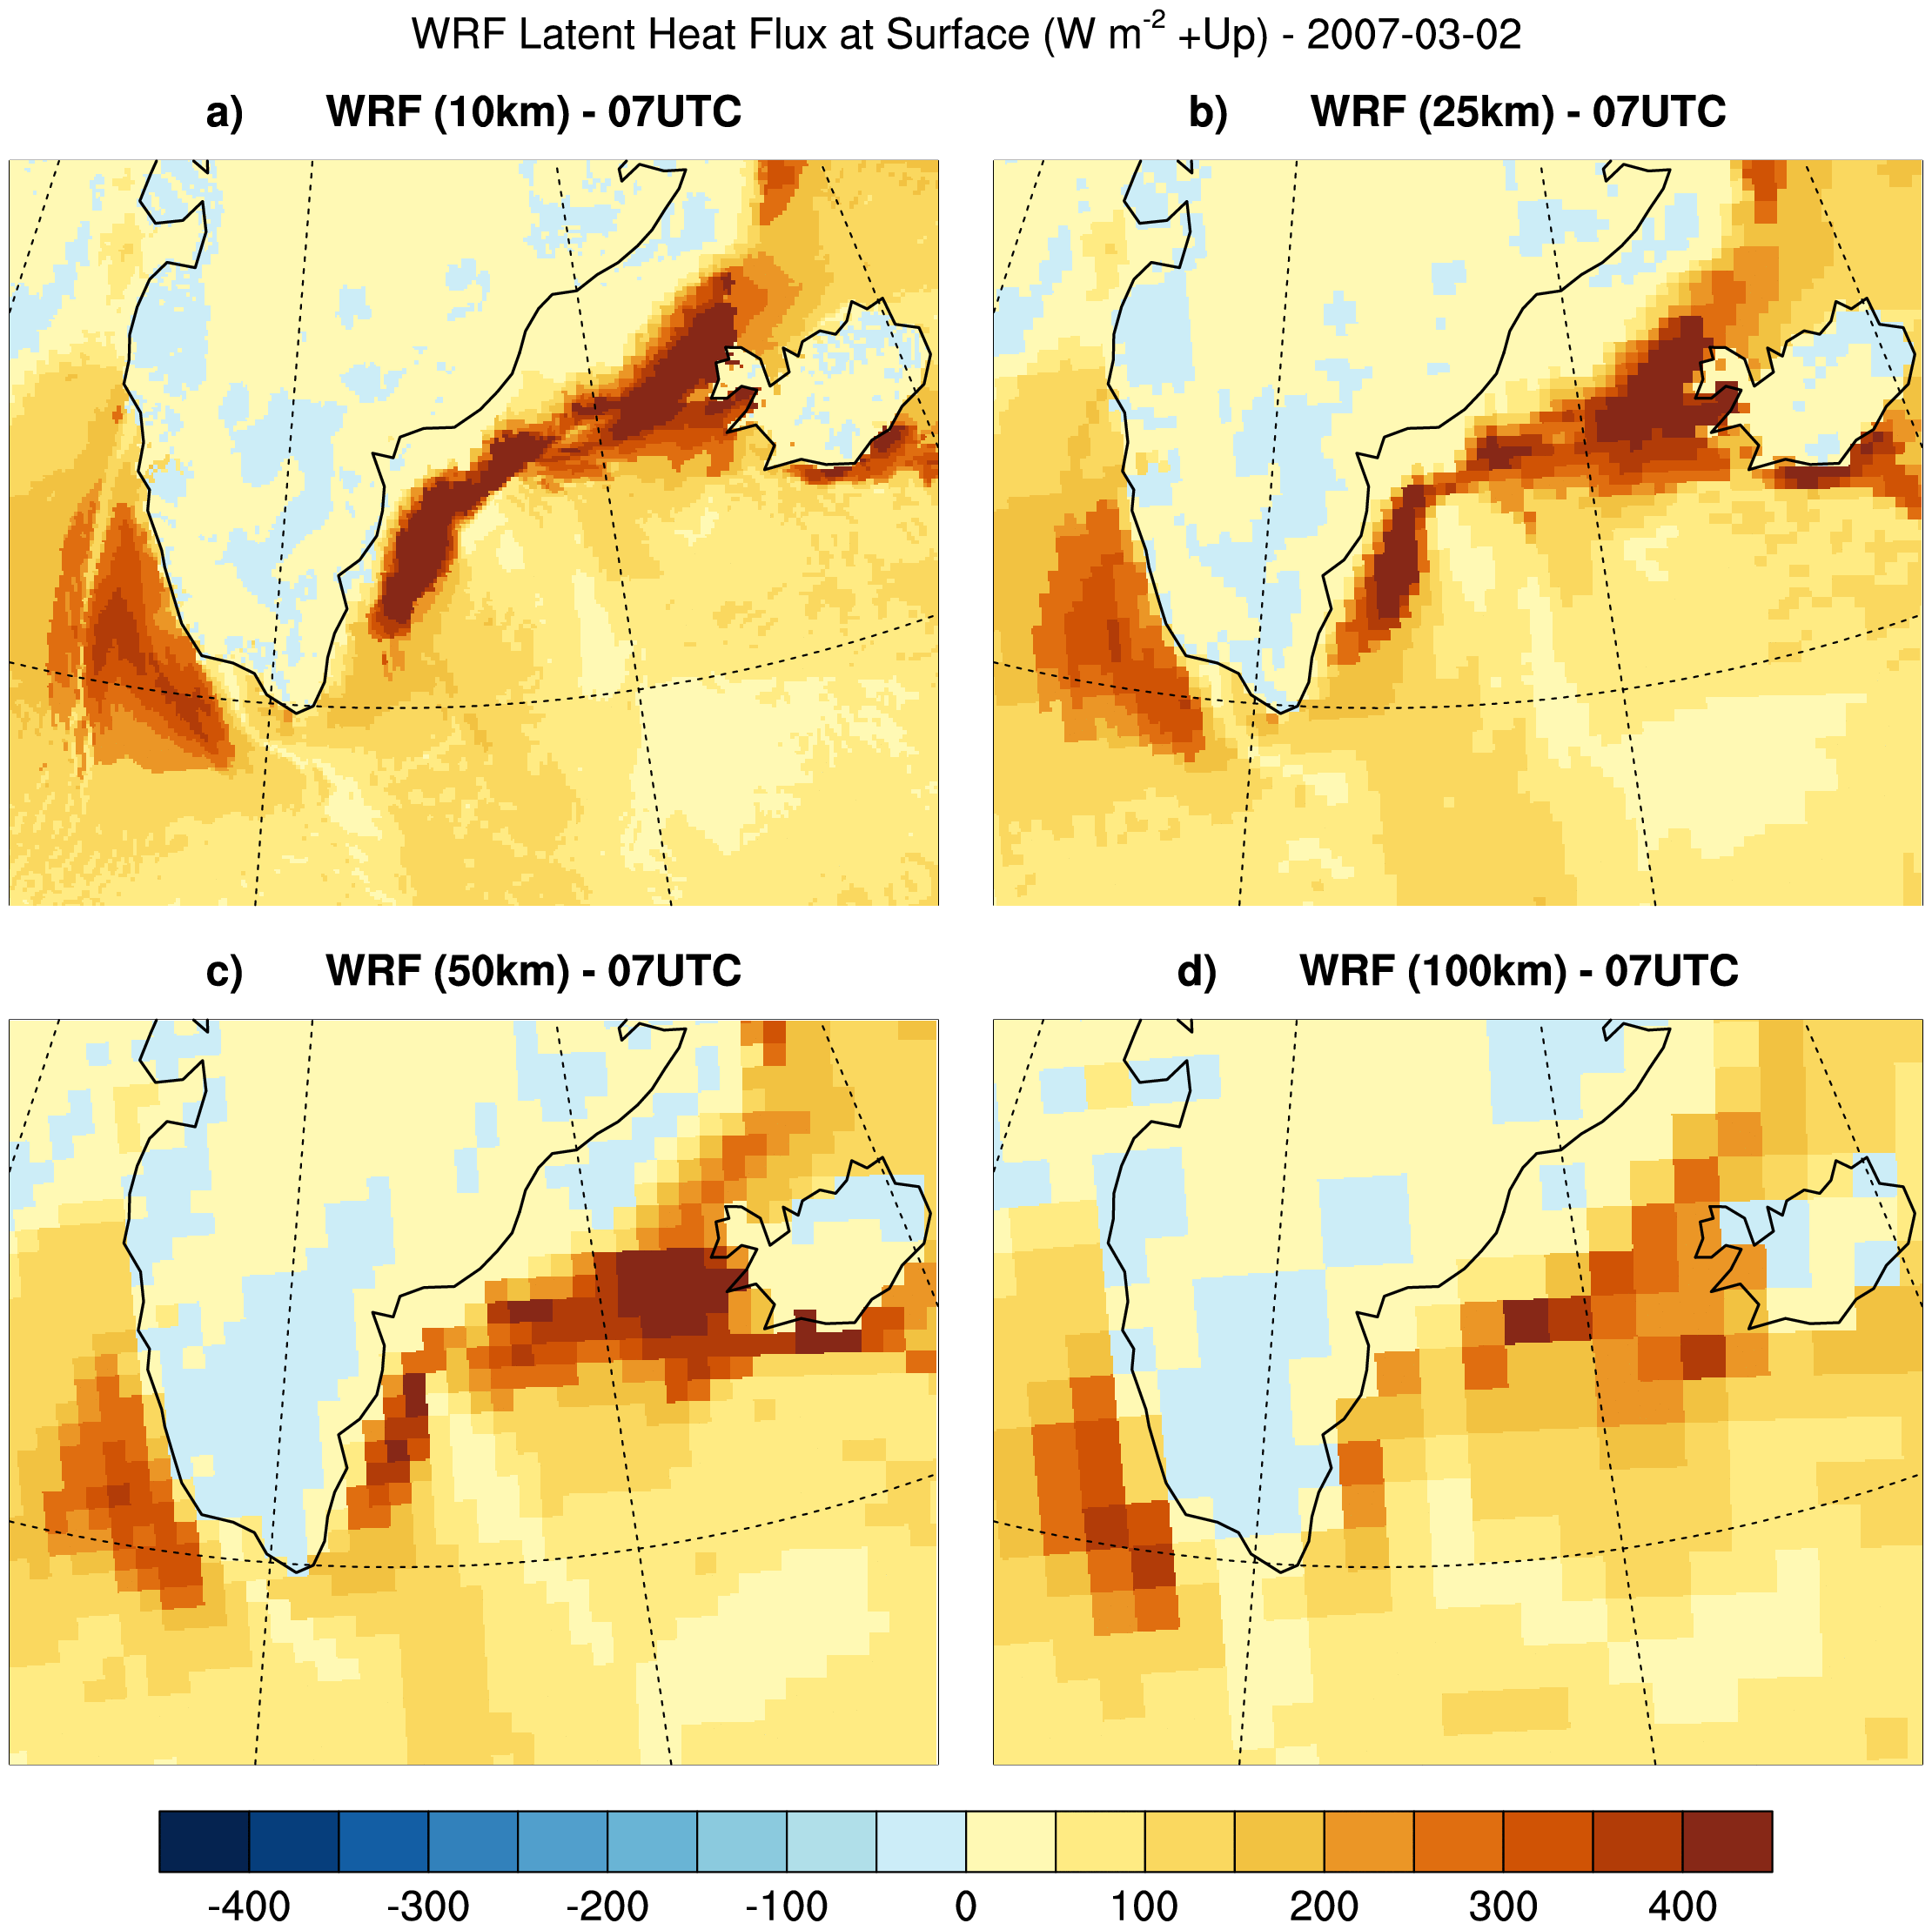 WRF Latent Heat Flux at Surface (W m-2 +Up) - 2007-03-02
a) WRF (10km) - 07UTC
b) WRF (25km) - 07UTC
c) WRF (50km) - 07UTC
d) WRF (100km) - 07UTC
-400 -300 -200 -100 0 100 200 300 400